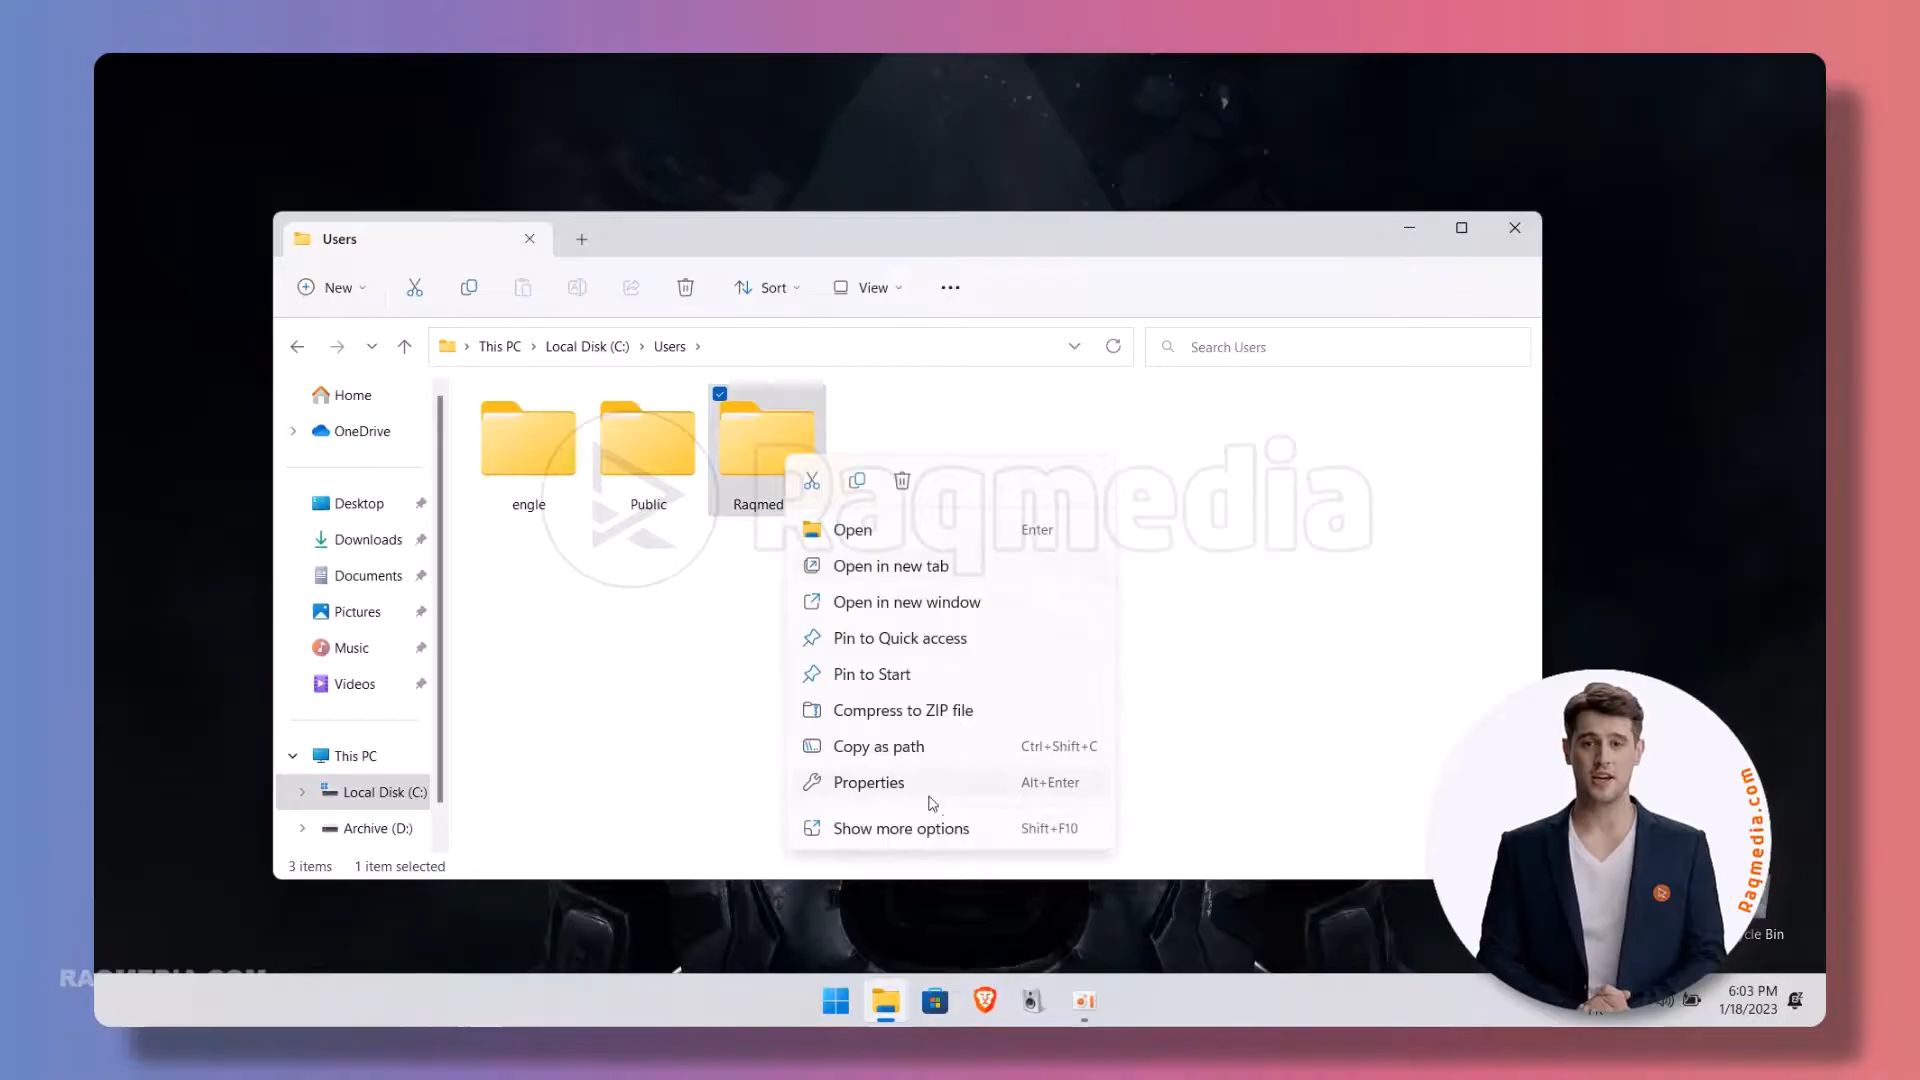 Users
New
Sort
View
This PC
Local Disk (C:)
Users
Search Users
Home
OneDrive
Desktop
Downloads
Documents
Pictures
Music
Videos
This PC
Local Disk (C:)
Archive (D:)
engle
Public
Raqmed
Raqmedia
Open Enter
Open in new tab
Open in new window
Pin to Quick access
Pin to Start
Compress to ZIP file
Copy as path Ctrl+Shift+C
Properties Alt+Enter
Show more options Shift+F10
3 items 1 item selected
Raqmedia.com
cle Bin
RAQMEDIA.COM
6:03 PM
1/18/2023